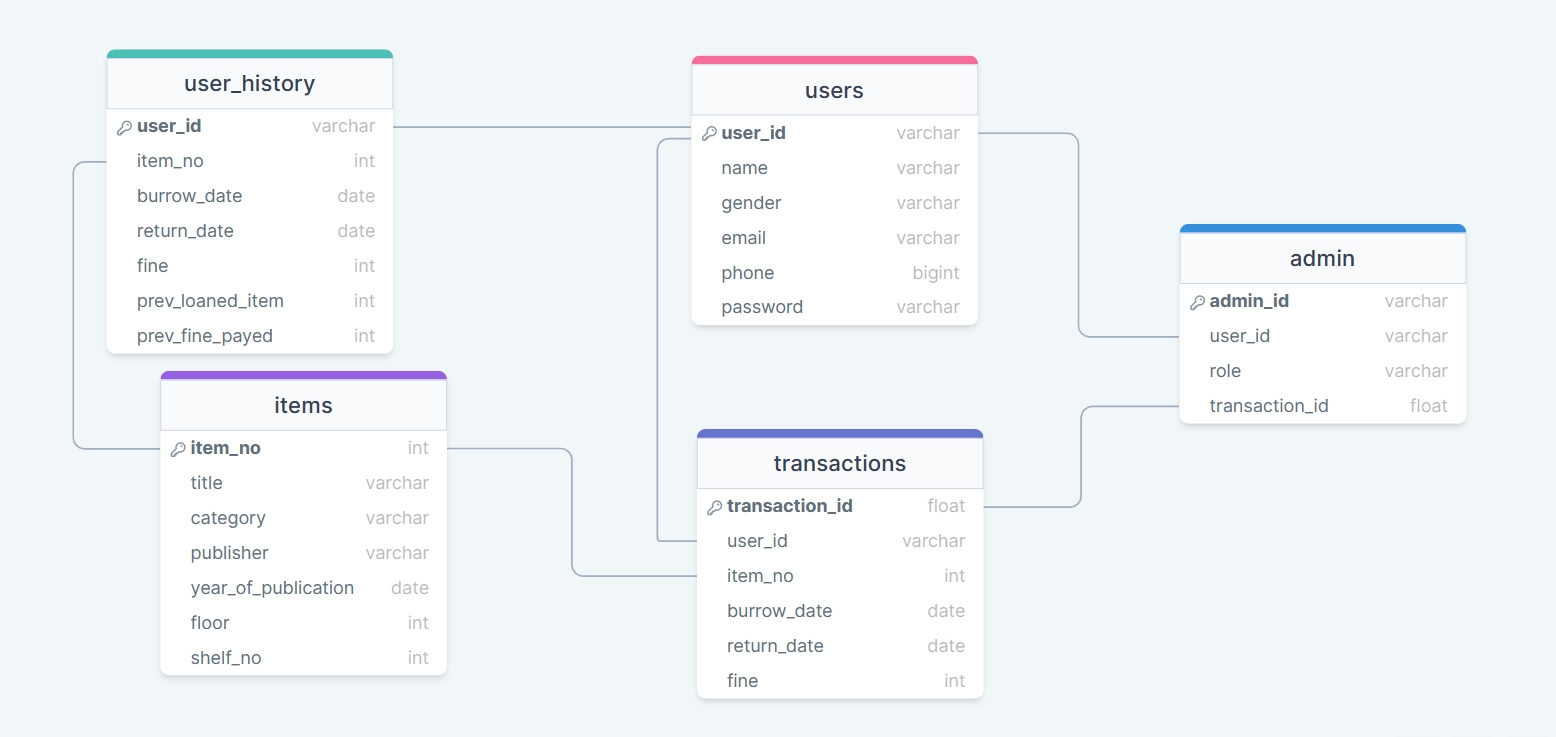 user_history
user_id varchar
item_no int
burrow_date date
return_date date
fine int
prev_loaned_item int
prev_fine_payed int
users
user_id varchar
name varchar
gender varchar
email varchar
phone bigint
password varchar
admin
admin_id varchar
user_id varchar
role varchar
transaction_id float
items
item_no int
title varchar
category varchar
publisher varchar
year_of_publication date
floor int
shelf_no int
transactions
transaction_id float
user_id varchar
item_no int
burrow_date date
return_date date
fine int